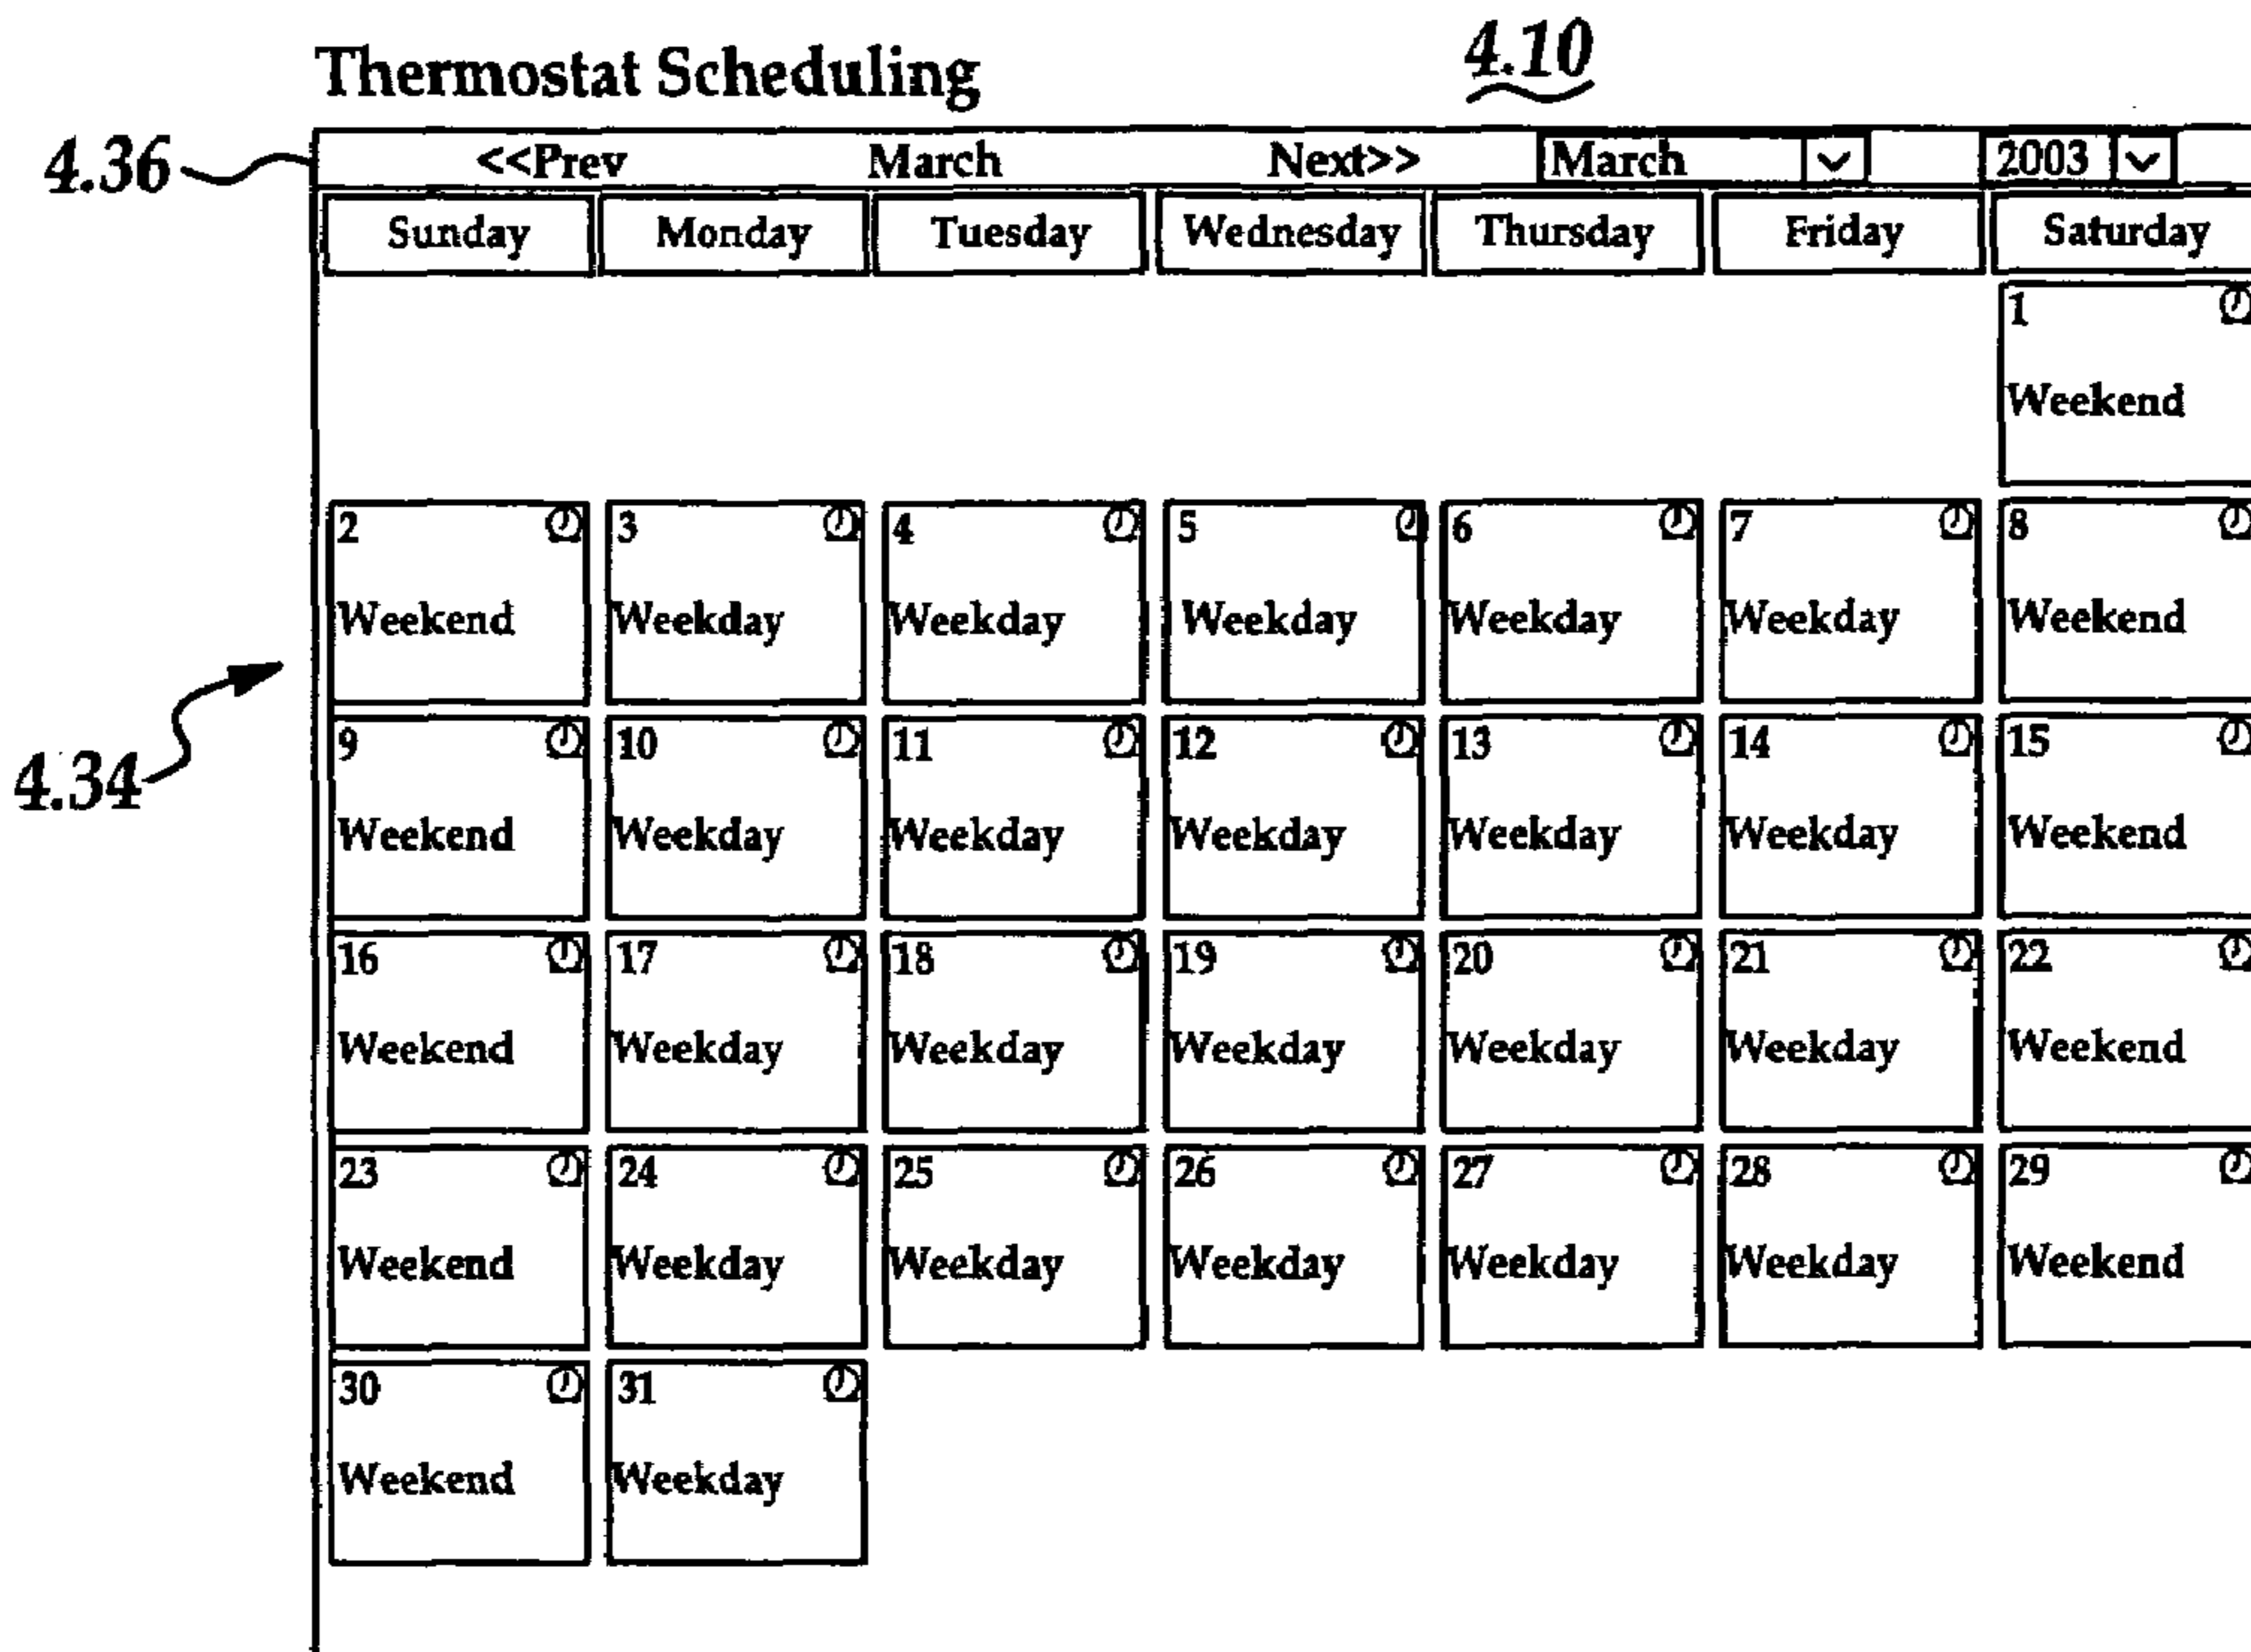 Thermostat Scheduling 4.10
4.36 <<Prev March Next>> March 2003
Sunday Monday Tuesday Wednesday Thursday Friday Saturday
1
Weekend
2 3 4 5 6 7 8
Weekend Weekday Weekday Weekday Weekday Weekday Weekend
4.34
9 10 11 12 13 14 15
Weekend Weekday Weekday Weekday Weekday Weekday Weekend
16 17 18 19 20 21 22
Weekend Weekday Weekday Weekday Weekday Weekday Weekend
23 24 25 26 27 28 29
Weekend Weekday Weekday Weekday Weekday Weekday Weekend
30 31
Weekend Weekday